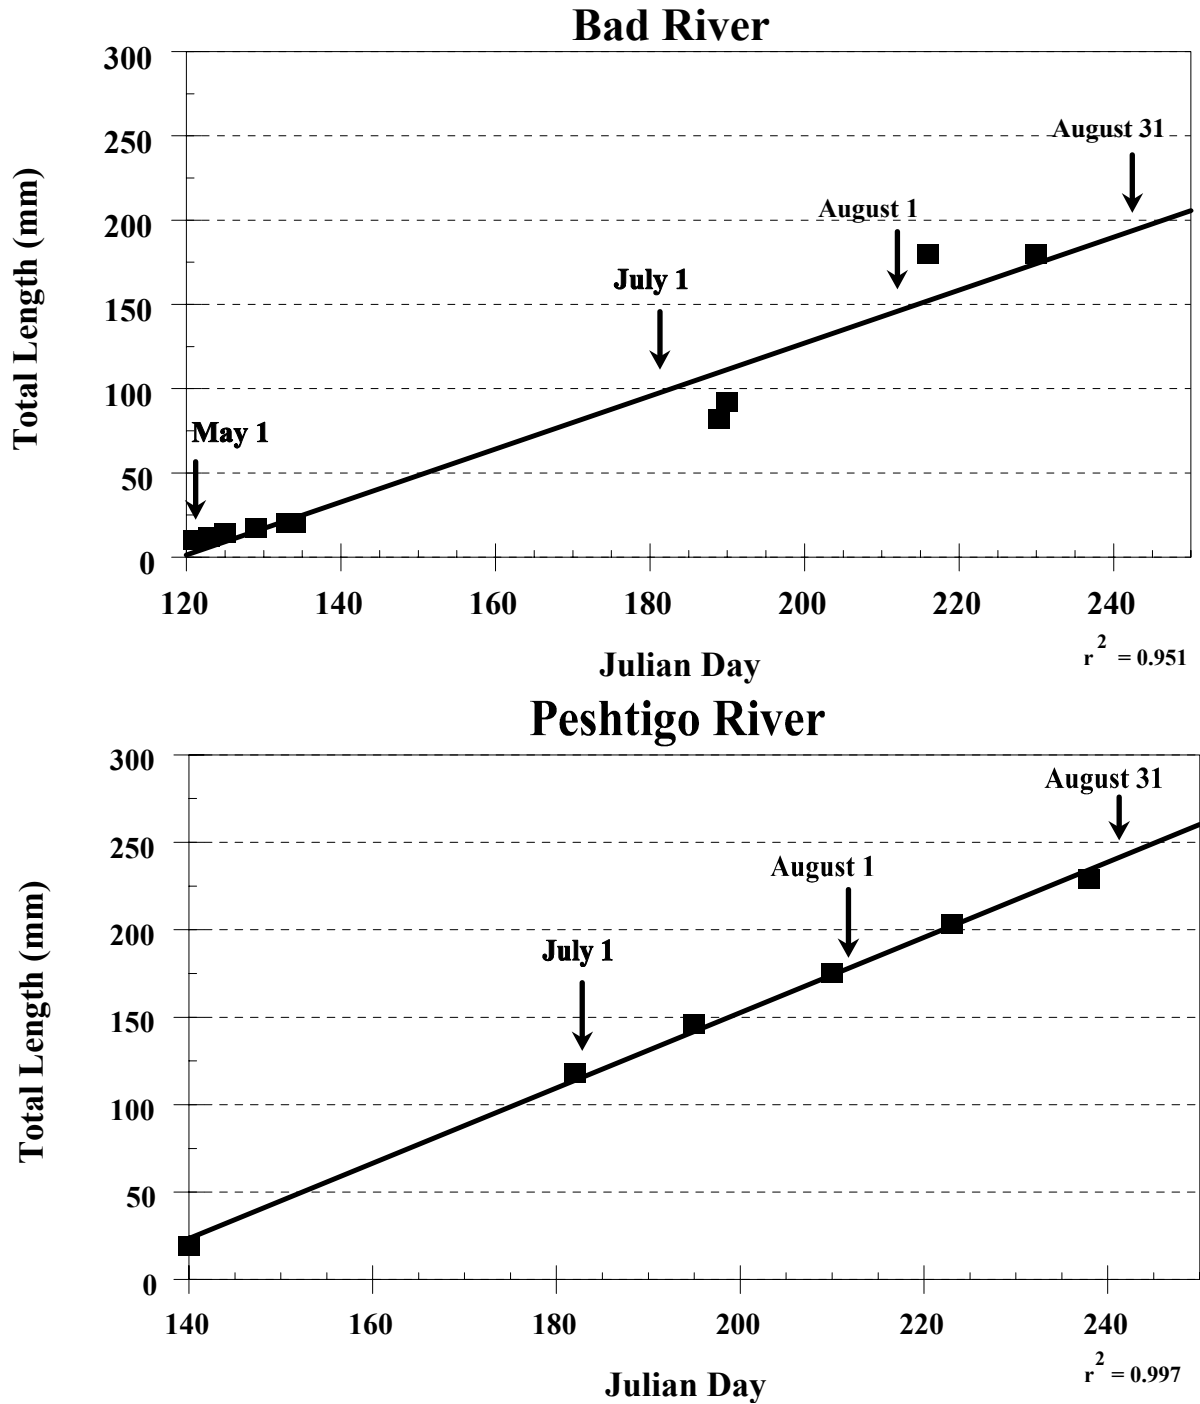 Bad River
300
250
200
150
100
50
0
Total Length (mm)
August 31
August 1
July 1
May 1
120 140 160 180 200 220 240
Julian Day
r2 = 0.951
Peshtigo River
300
250
200
150
100
50
0
Total Length (mm)
August 31
August 1
July 1
140 160 180 200 220 240
Julian Day
r2 = 0.997